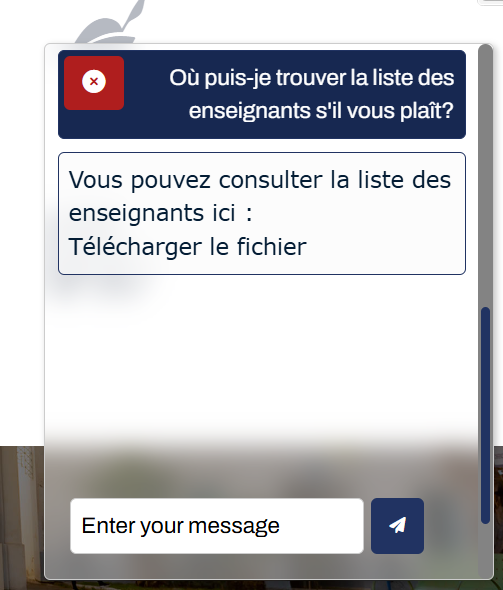 Où puis-je trouver la liste des
enseignants s'il vous plaît?
Vous pouvez consulter la liste des
enseignants ici :
Télécharger le fichier
Enter your message